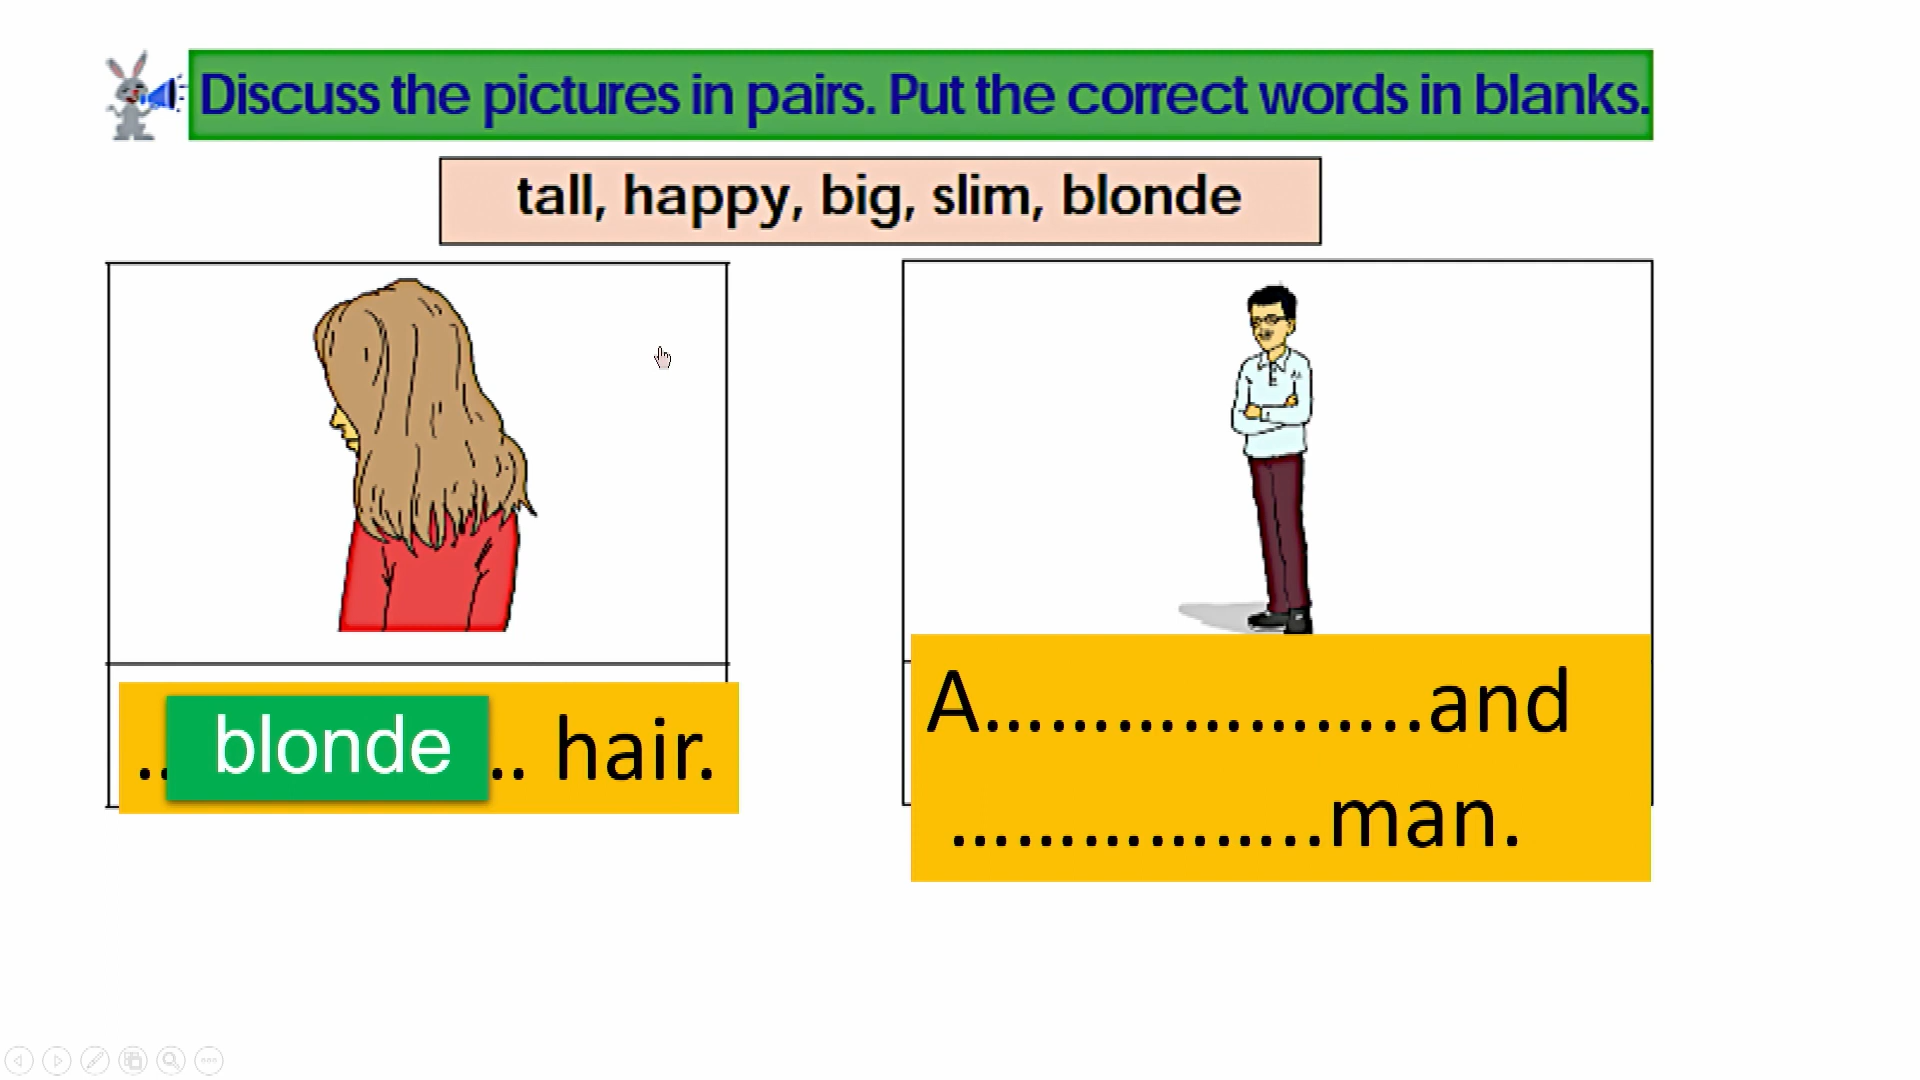 Discuss the pictures in pairs. Put the correct words in blanks.
tall, happy, big, slim, blonde
..blonde.. hair.
A....................and
.................man.